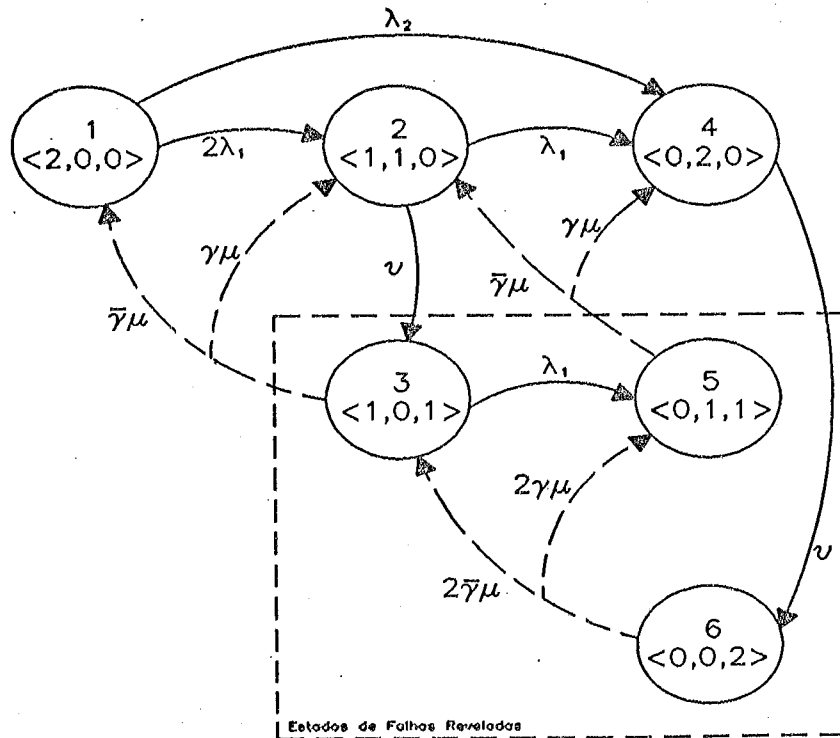 λ₂
1
<2,0,0>
2λ₁
2
<1,1,0>
λ₁
4
<0,2,0>
γμ
γμ
υ
γ̄μ
γ̄μ
3
<1,0,1>
λ₁
5
<0,1,1>
2γμ
υ
2γ̄μ
6
<0,0,2>
Estados de Falhas Reveladas